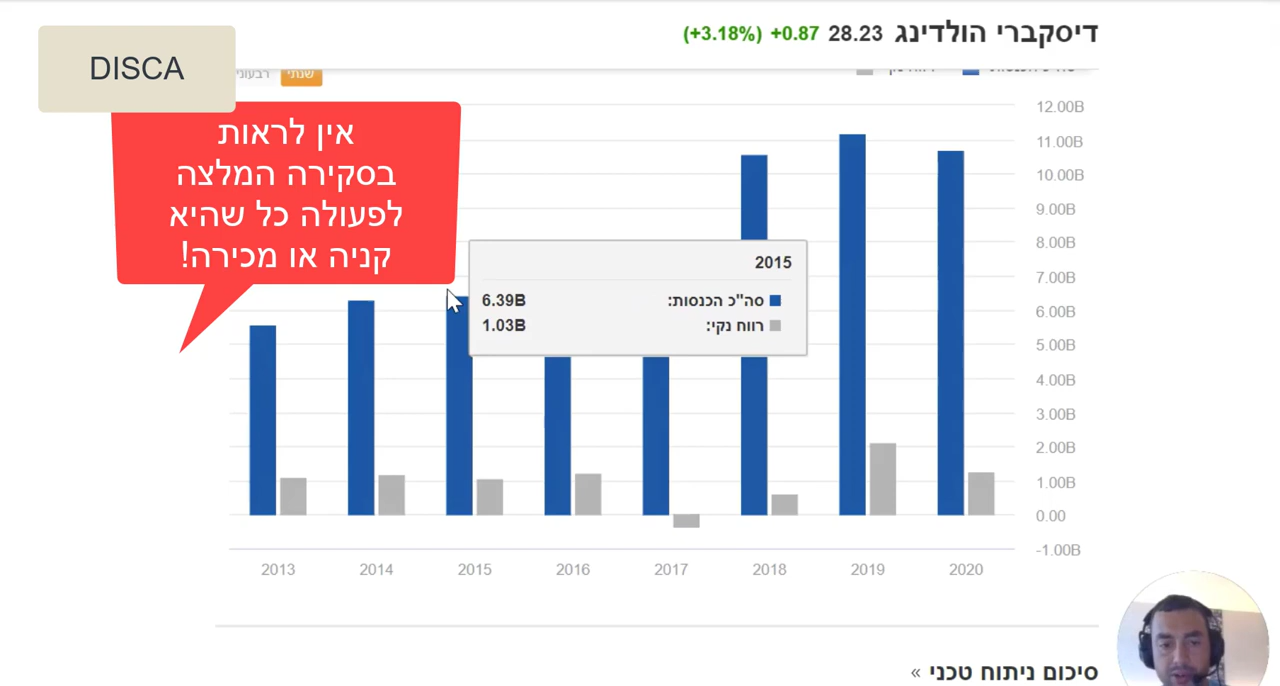 דיסקברי הולדינג 28.23 +0.87 (+3.18%)
DISCA
שנתי
רבעוני
אין לראות
בסקירה המלצה
לפעולה כל שהיא
קניה או מכירה!
12.00B
11.00B
10.00B
9.00B
8.00B
7.00B
6.00B
5.00B
4.00B
3.00B
2.00B
1.00B
0.00
-1.00B
2015
סה"כ הכנסות: 6.39B
רווח נקי: 1.03B
2013 2014 2015 2016 2017 2018 2019 2020
סיכום ניתוח טכני »